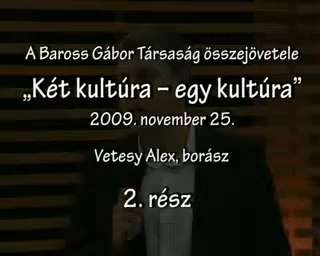 A Baross Gábor Társaság összejövetele
„Két kultúra – egy kultúra”
2009. november 25.
Vetesy Alex, borász
2. rész